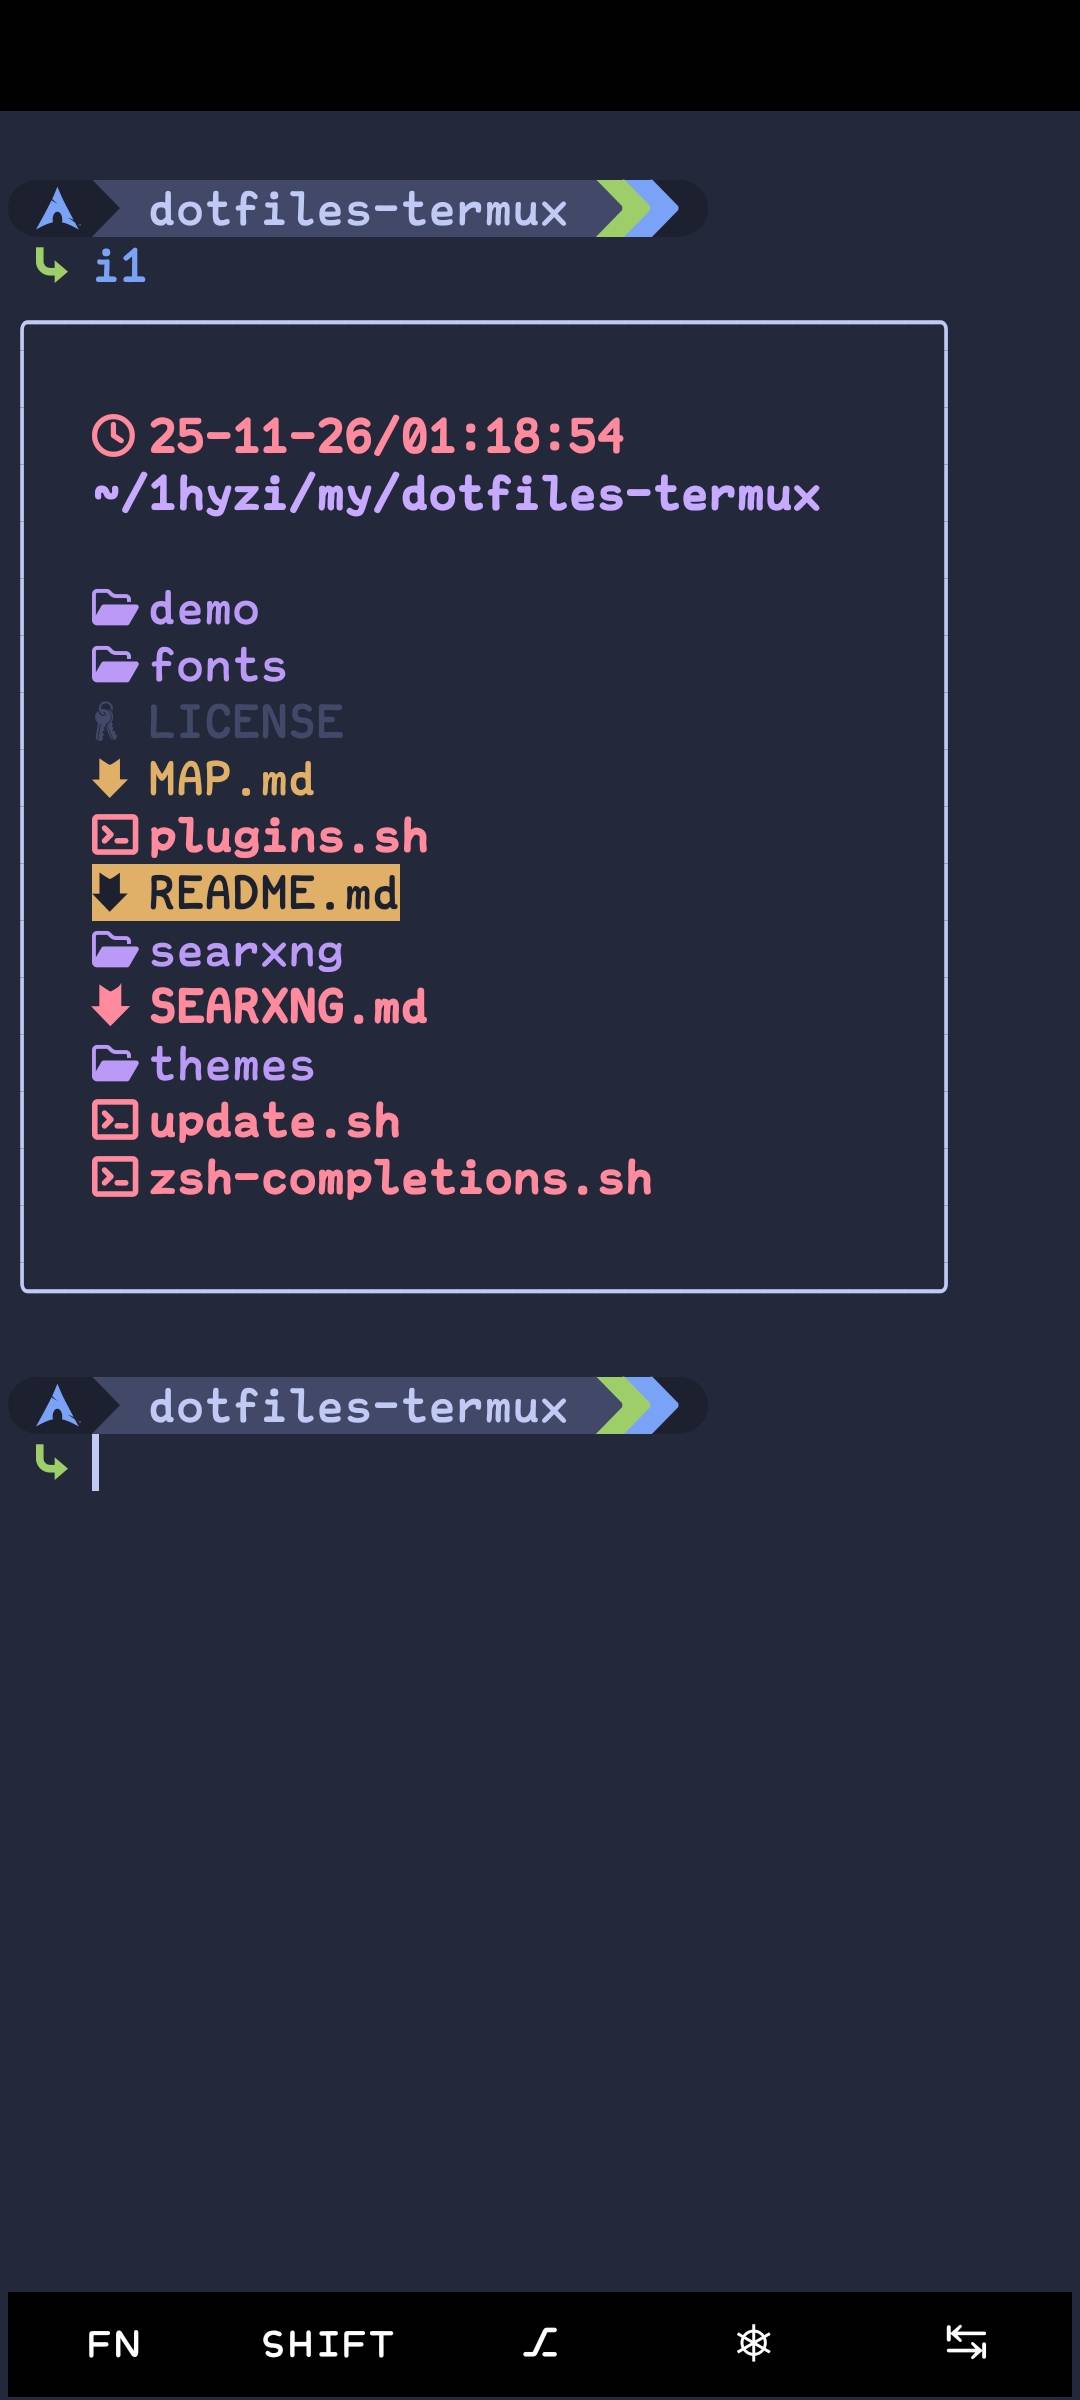 dotfiles-termux
i1
25-11-26/01:18:54
~/1hyzi/my/dotfiles-termux
demo
fonts
LICENSE
MAP.md
plugins.sh
README.md
searxng
SEARXNG.md
themes
update.sh
zsh-completions.sh
dotfiles-termux
FN SHIFT